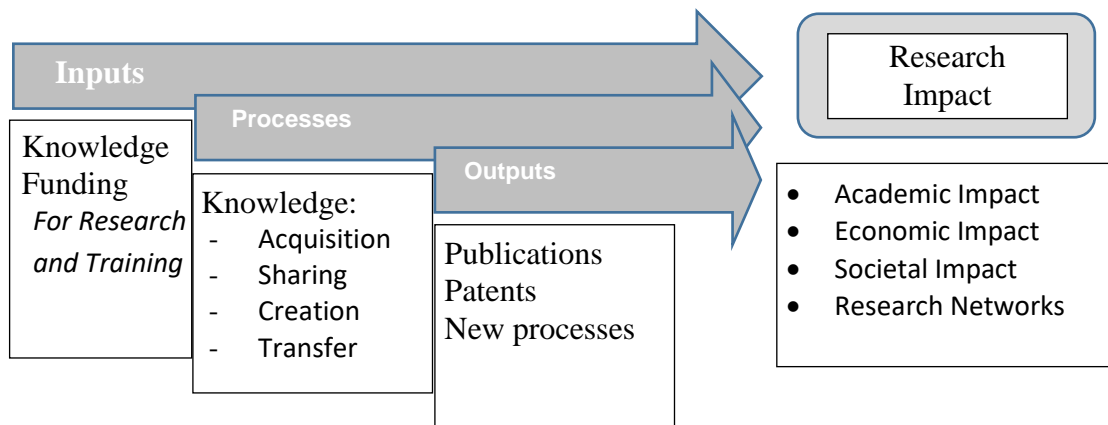 Inputs
Knowledge
Funding
For Research
and Training
Processes
Knowledge:
- Acquisition
- Sharing
- Creation
- Transfer
Outputs
Publications
Patents
New processes
Research
Impact
• Academic Impact
• Economic Impact
• Societal Impact
• Research Networks